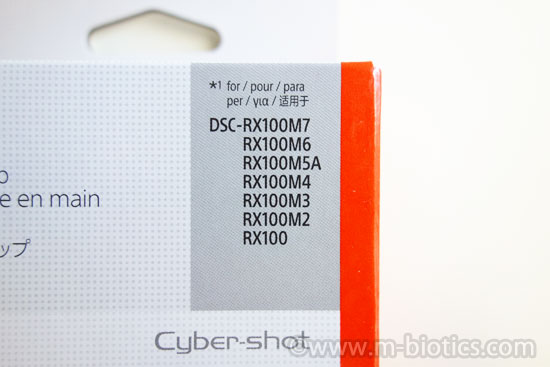 *1 for / pour / para
per / για / 适用于
DSC-RX100M7
RX100M6
RX100M5A
RX100M4
RX100M3
RX100M2
RX100
e en main
ップ
Cyber-shot
©www.m-biotics.com